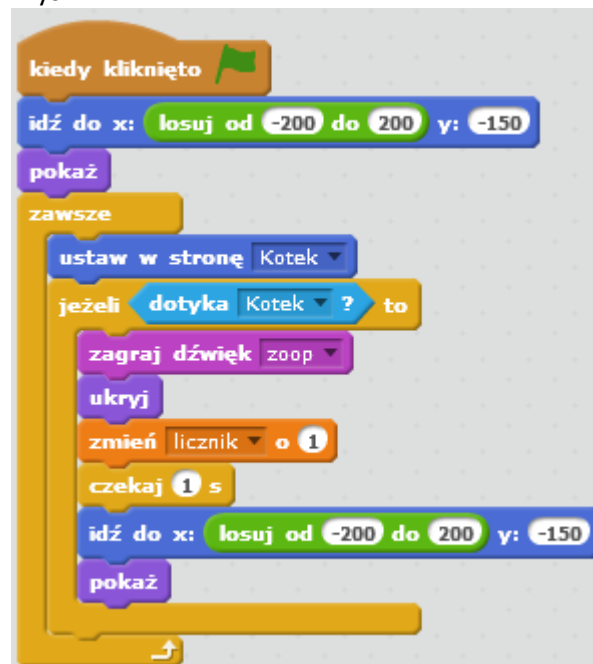 kiedy kliknięto
idź do x: losuj od -200 do 200 y: -150
pokaż
zawsze
ustaw w stronę Kotek
jeżeli dotyka Kotek ? to
zagraj dźwięk zoop
ukryj
zmień licznik o 1
czekaj 1 s
idź do x: losuj od -200 do 200 y: -150
pokaż